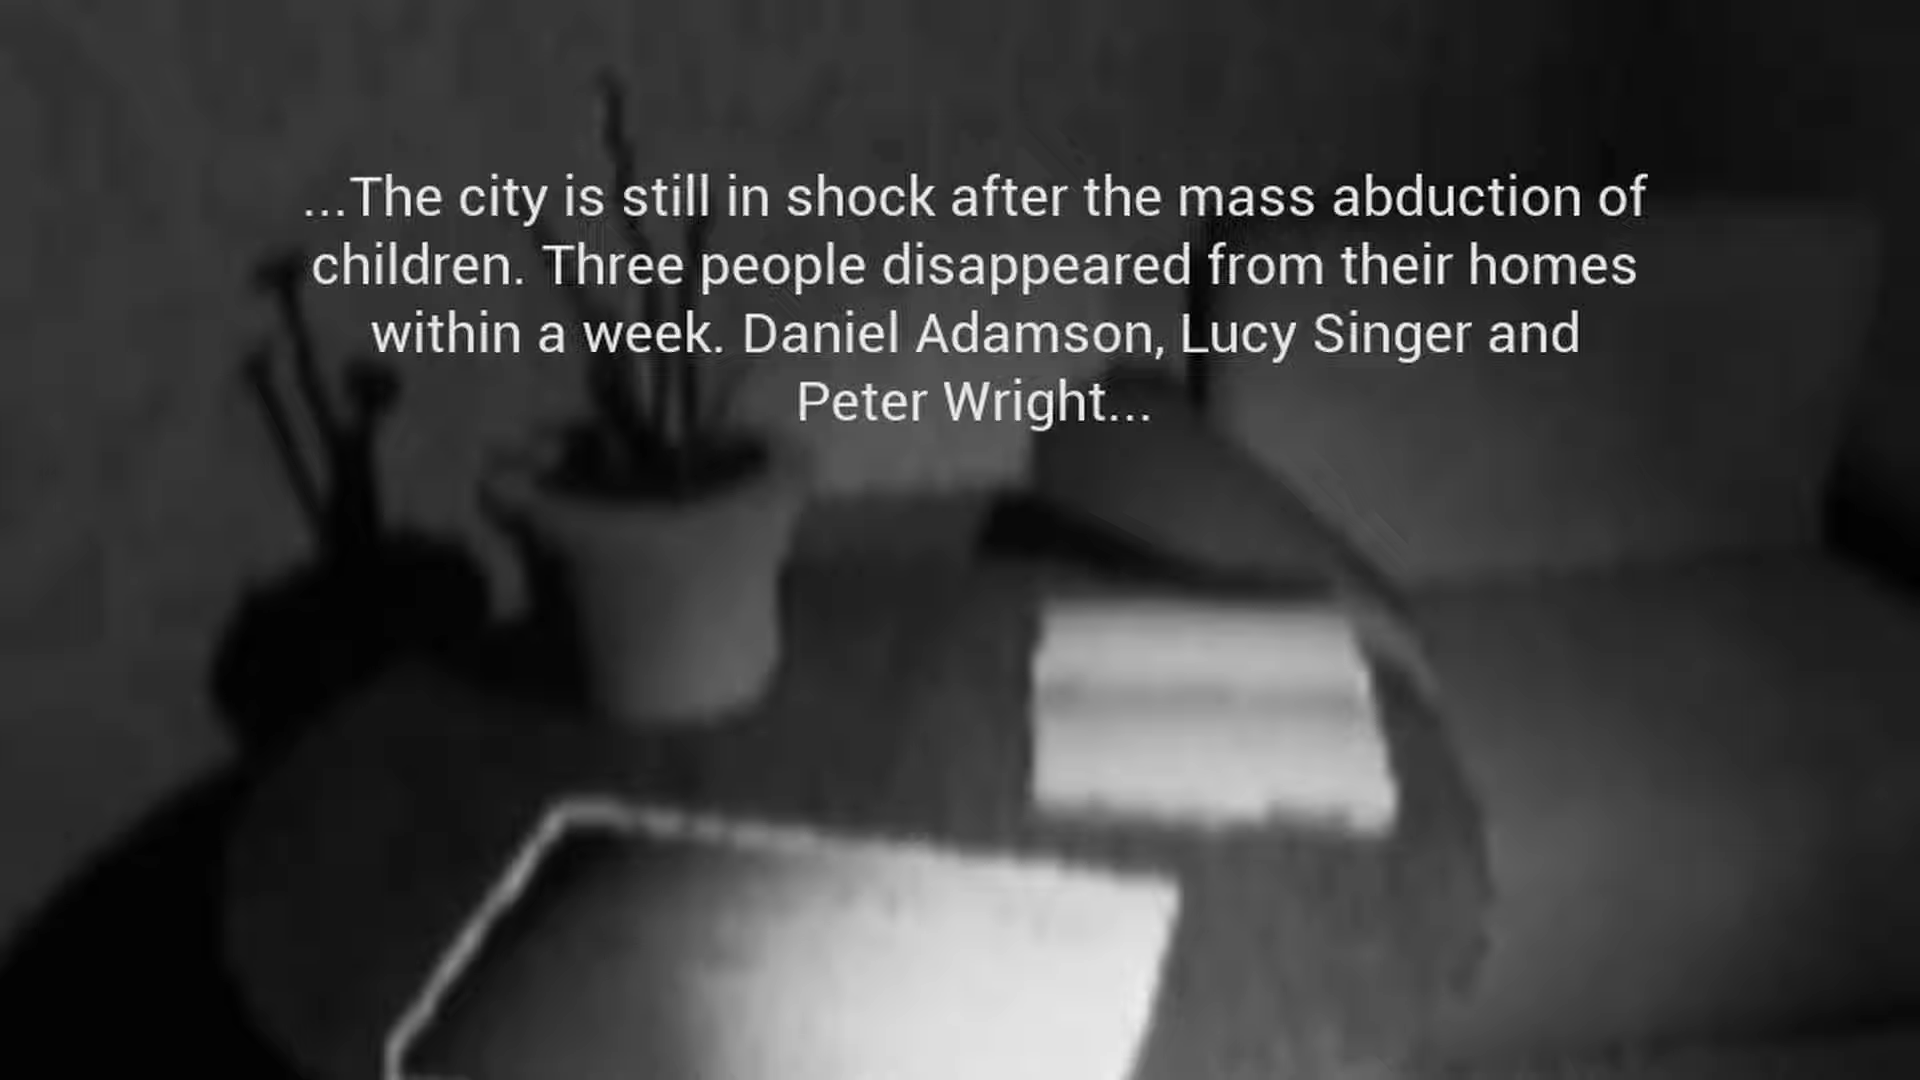 ...The city is still in shock after the mass abduction of
children. Three people disappeared from their homes
within a week. Daniel Adamson, Lucy Singer and
Peter Wright...